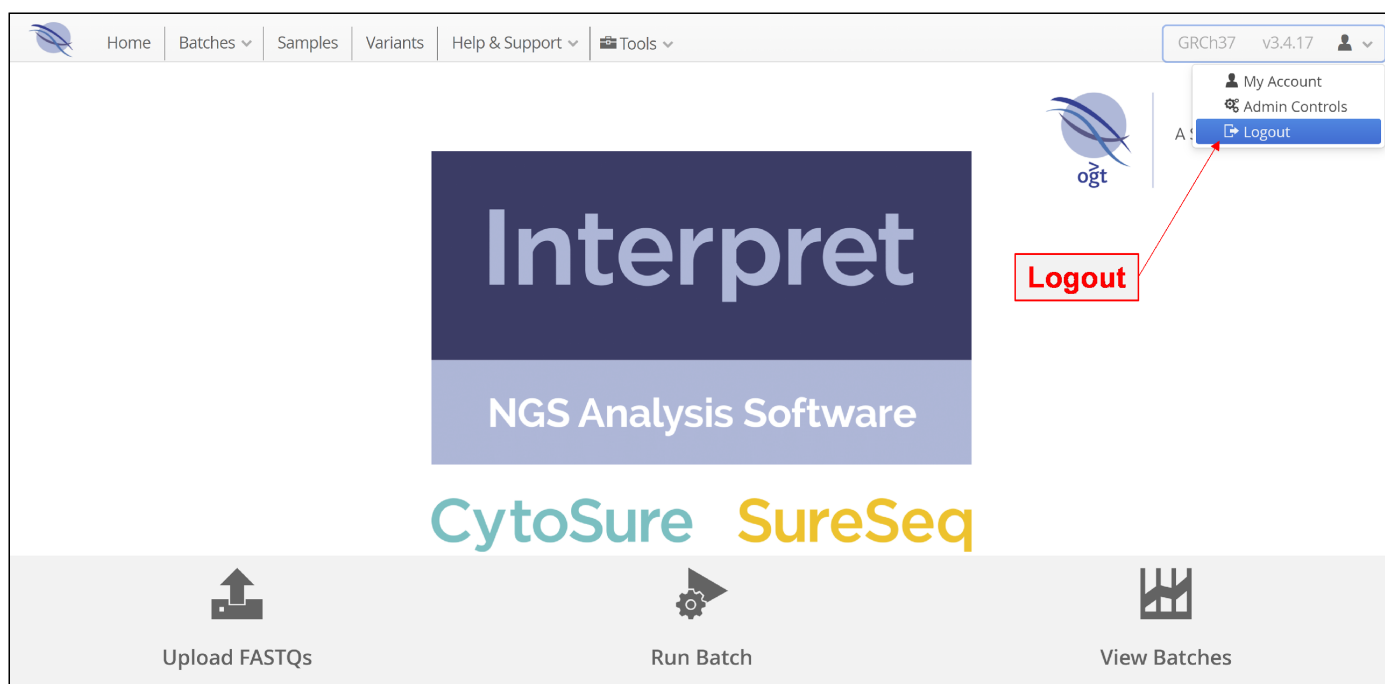 Home Batches Samples Variants Help & Support Tools GRCh37 v3.4.17
My Account
Admin Controls
A S
Logout
ogt
Interpret
Logout
NGS Analysis Software
CytoSure SureSeq
Upload FASTQs Run Batch View Batches